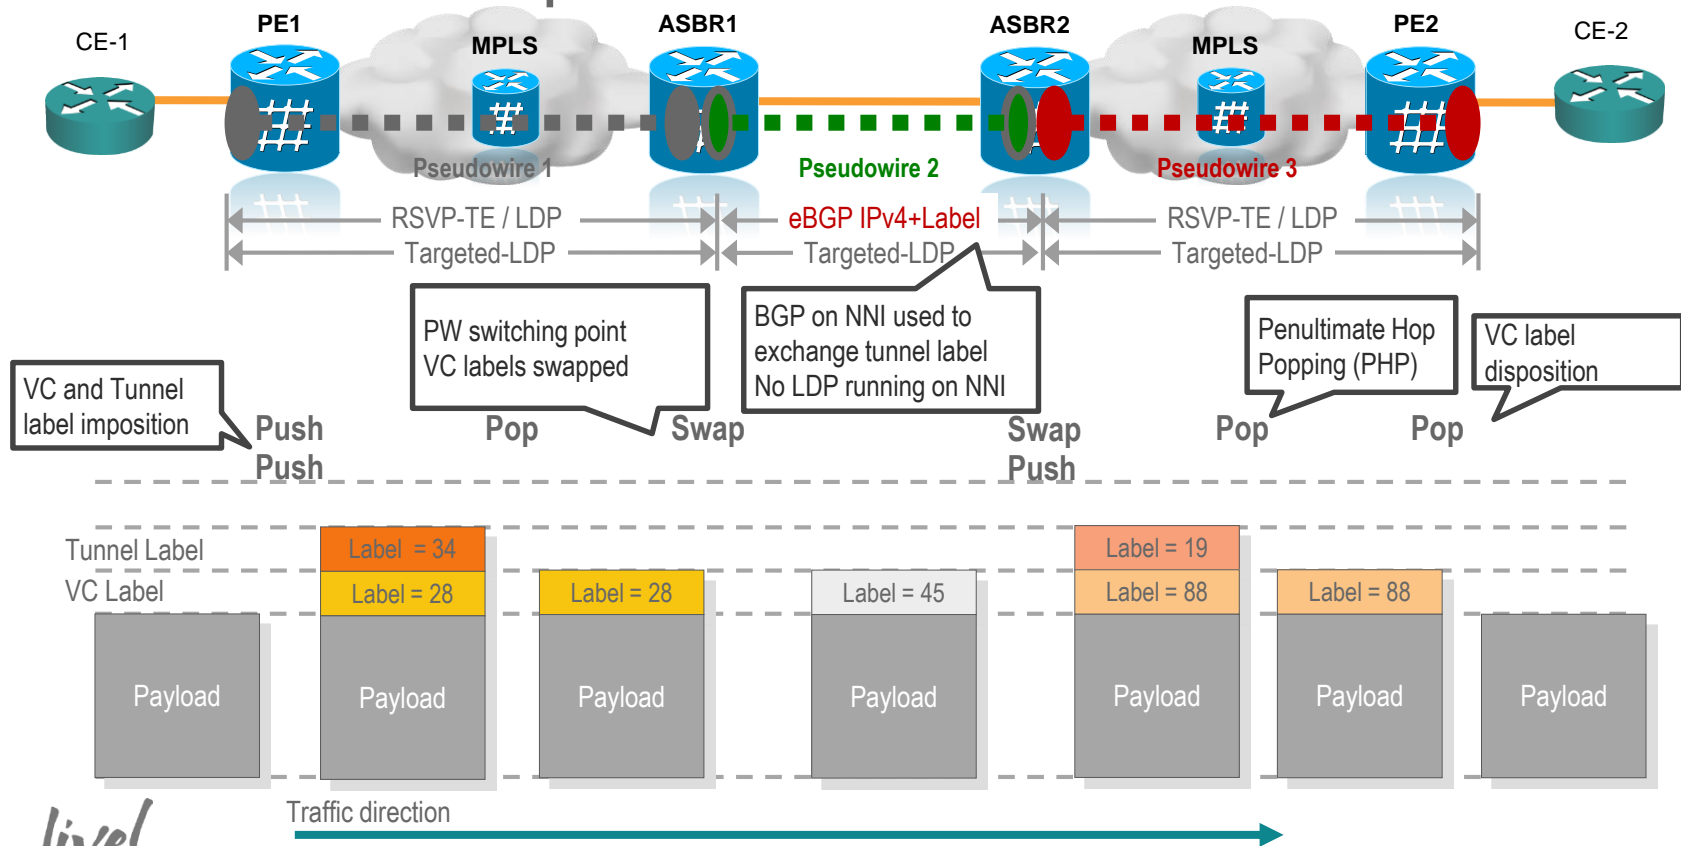 CE-1
PE1
MPLS
ASBR1
ASBR2
MPLS
PE2
CE-2
Pseudowire 1
Pseudowire 2
Pseudowire 3
RSVP-TE / LDP
eBGP IPv4+Label
RSVP-TE / LDP
Targeted-LDP
Targeted-LDP
Targeted-LDP
VC and Tunnel
label imposition
PW switching point
VC labels swapped
BGP on NNI used to
exchange tunnel label
No LDP running on NNI
Penultimate Hop
Popping (PHP)
VC label
disposition
Push
Push
Pop
Swap
Swap
Push
Pop
Pop
Tunnel Label
Label = 34
Label = 19
VC Label
Label = 28
Label = 28
Label = 45
Label = 88
Label = 88
Payload
Payload
Payload
Payload
Payload
Payload
Payload
Traffic direction
live!